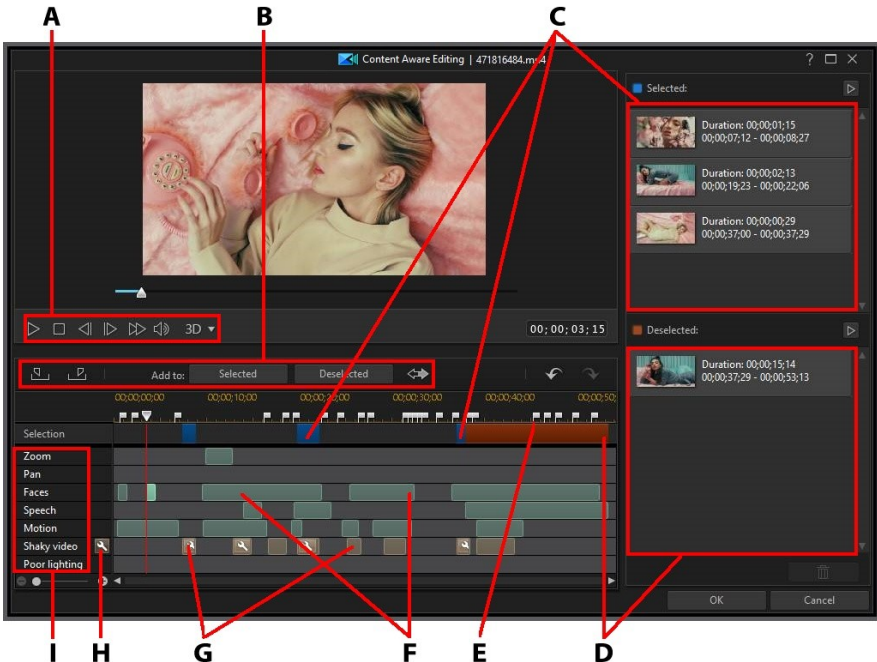 A B C
Content Aware Editing | 471816484.mp4
?
Selected:
Duration: 00;00;01;15
00;00;07;12 - 00;00;08;27
Duration: 00;00;02;13
00;00;19;23 - 00;00;22;06
Duration: 00;00;00;29
00;00;37;00 - 00;00;37;29
3D
00; 00; 03; 15
Deselected:
Duration: 00;00;15;14
00;00;37;29 - 00;00;53;13
Add to: Selected Deselected
00;00;00;00 00;00;10;00 00;00;20;00 00;00;30;00 00;00;40;00 00;00;50;
Selection
Zoom
Pan
Faces
Speech
Motion
Shaky video
Poor lighting
OK Cancel
I H G F E D